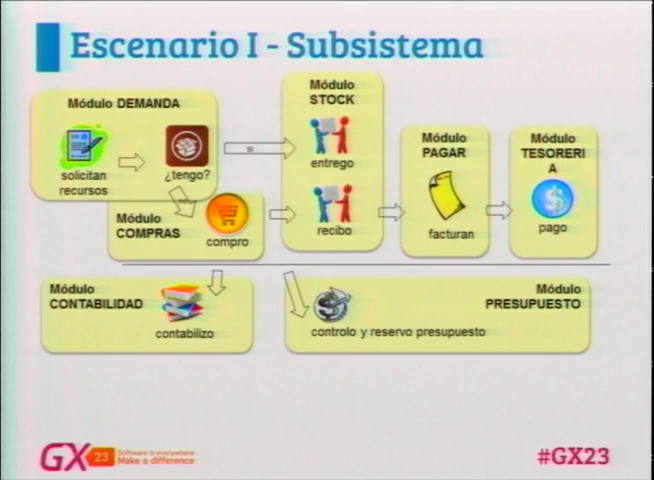 Escenario I - Subsistema
Módulo DEMANDA
solicitan
recursos
¿tengo?
si
Módulo
STOCK
entrego
recibo
Módulo
COMPRAS
compro
Módulo
PAGAR
facturan
Módulo
TESORERI
A
pago
Módulo
CONTABILIDAD
contabilizo
Módulo
PRESUPUESTO
controlo y reservo presupuesto
GX 23
Software is everywhere
Make a difference
#GX23